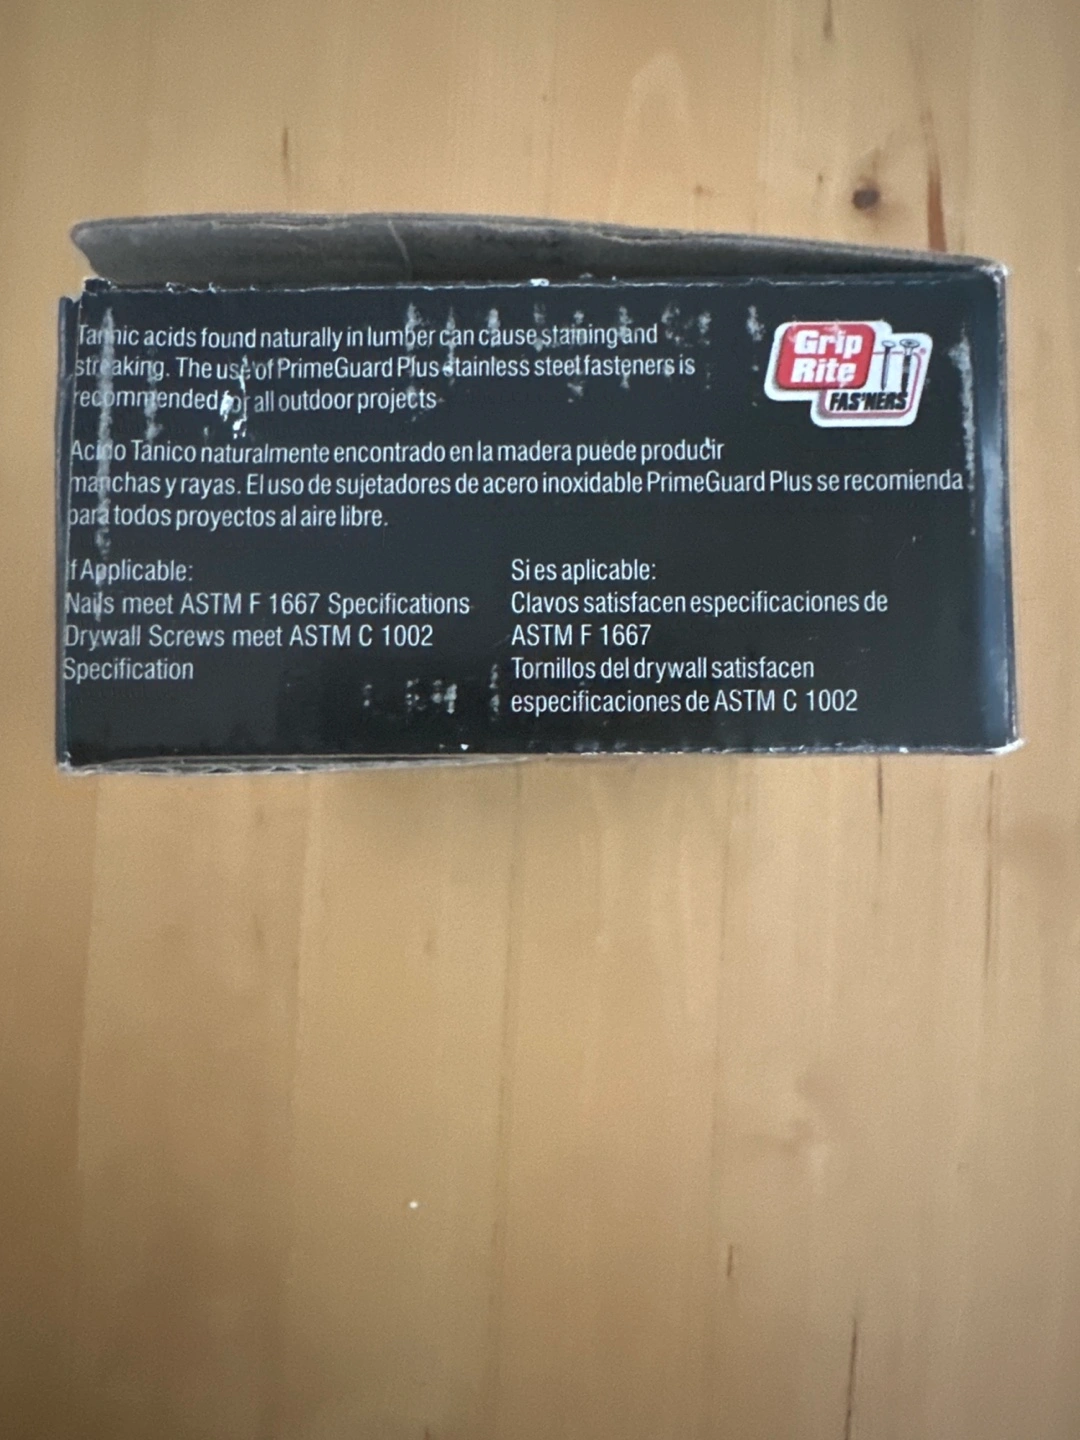 Tannic acids found naturally in lumber can cause staining and
streaking. The use of PrimeGuard Plus stainless steel fasteners is
recommended for all outdoor projects
Grip
Rite
FAS'NERS
Acido Tanico naturalmente encontrado en la madera puede producir
manchas y rayas. El uso de sujetadores de acero inoxidable PrimeGuard Plus se recomienda
para todos proyectos al aire libre.
If Applicable:
Nails meet ASTM F 1667 Specifications
Drywall Screws meet ASTM C 1002
Specification
Si es aplicable:
Clavos satisfacen especificaciones de
ASTM F 1667
Tornillos del drywall satisfacen
especificaciones de ASTM C 1002